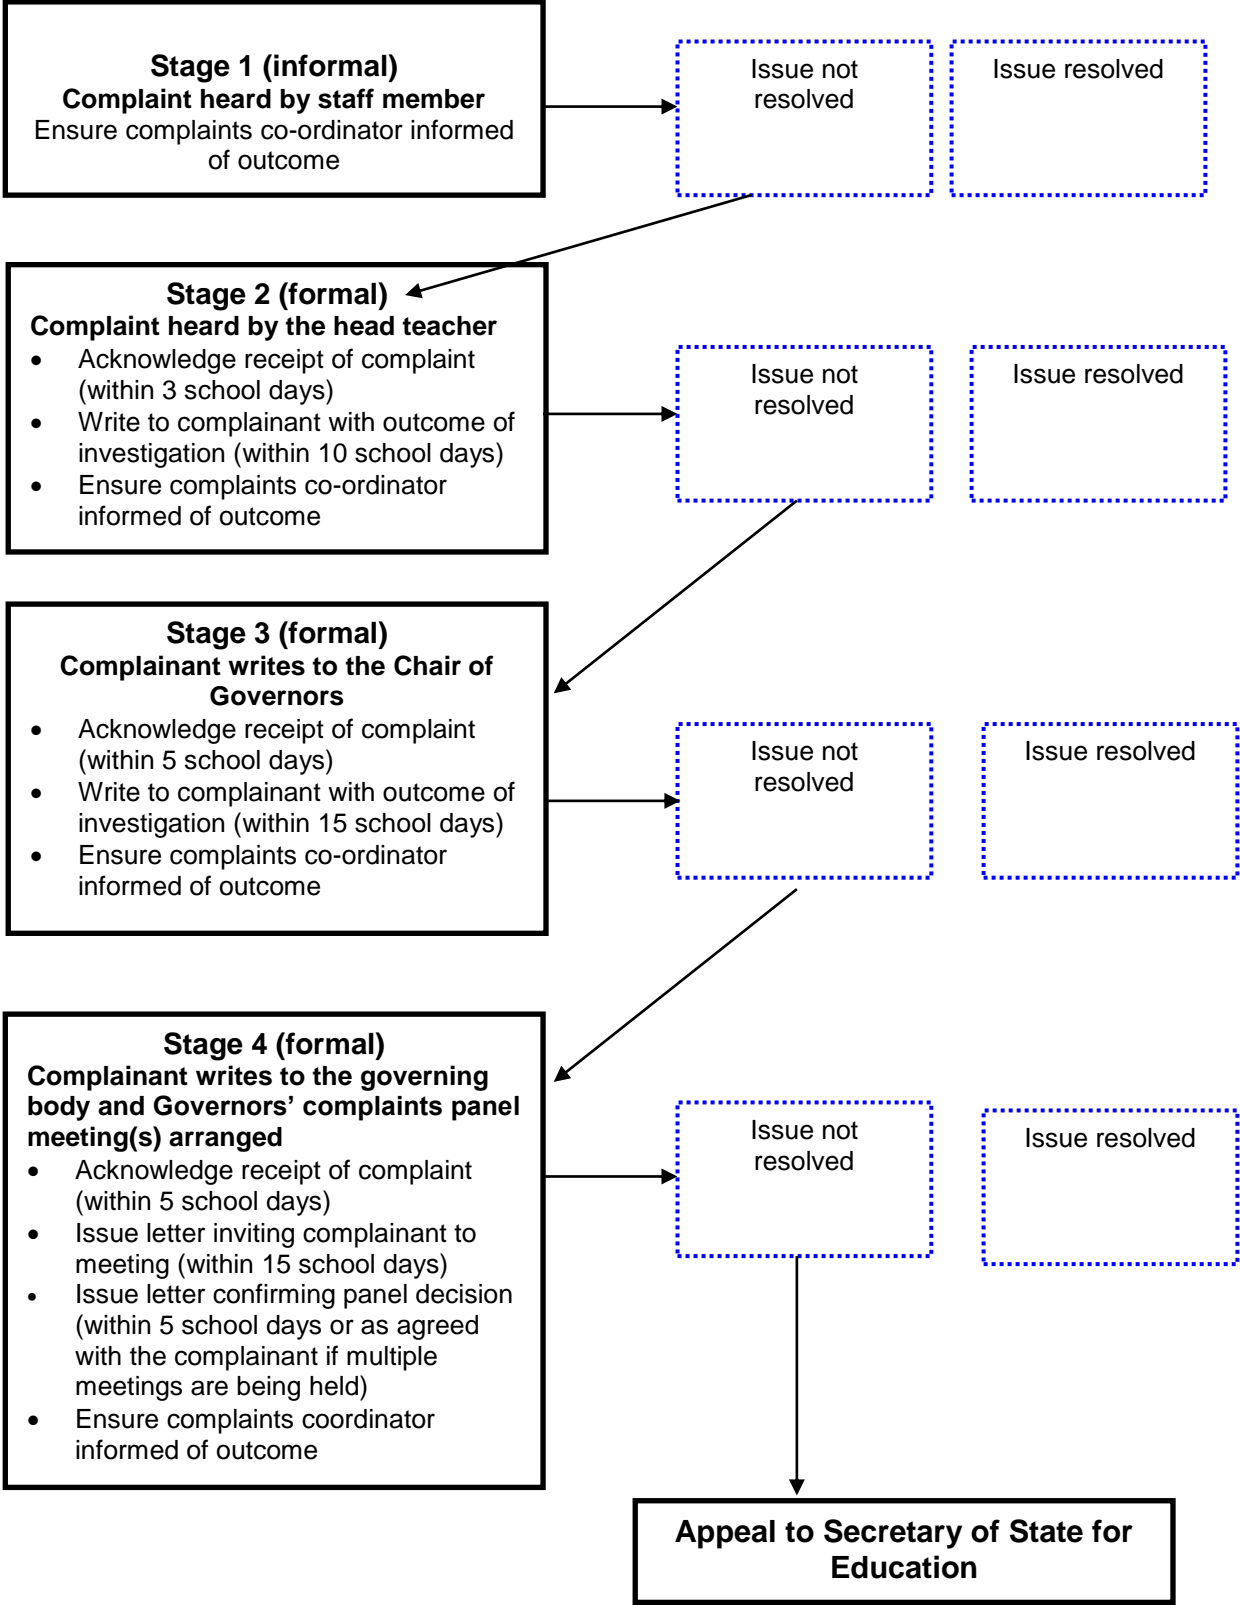 Stage 1 (informal)
Complaint heard by staff member
Ensure complaints co-ordinator informed
of outcome
Issue not
resolved
Issue resolved
Stage 2 (formal)
Complaint heard by the head teacher
• Acknowledge receipt of complaint
(within 3 school days)
• Write to complainant with outcome of
investigation (within 10 school days)
• Ensure complaints co-ordinator
informed of outcome
Issue not
resolved
Issue resolved
Stage 3 (formal)
Complainant writes to the Chair of
Governors
• Acknowledge receipt of complaint
(within 5 school days)
• Write to complainant with outcome of
investigation (within 15 school days)
• Ensure complaints co-ordinator
informed of outcome
Issue not
resolved
Issue resolved
Stage 4 (formal)
Complainant writes to the governing
body and Governors’ complaints panel
meeting(s) arranged
• Acknowledge receipt of complaint
(within 5 school days)
• Issue letter inviting complainant to
meeting (within 15 school days)
• Issue letter confirming panel decision
(within 5 school days or as agreed
with the complainant if multiple
meetings are being held)
• Ensure complaints coordinator
informed of outcome
Issue not
resolved
Issue resolved
Appeal to Secretary of State for
Education